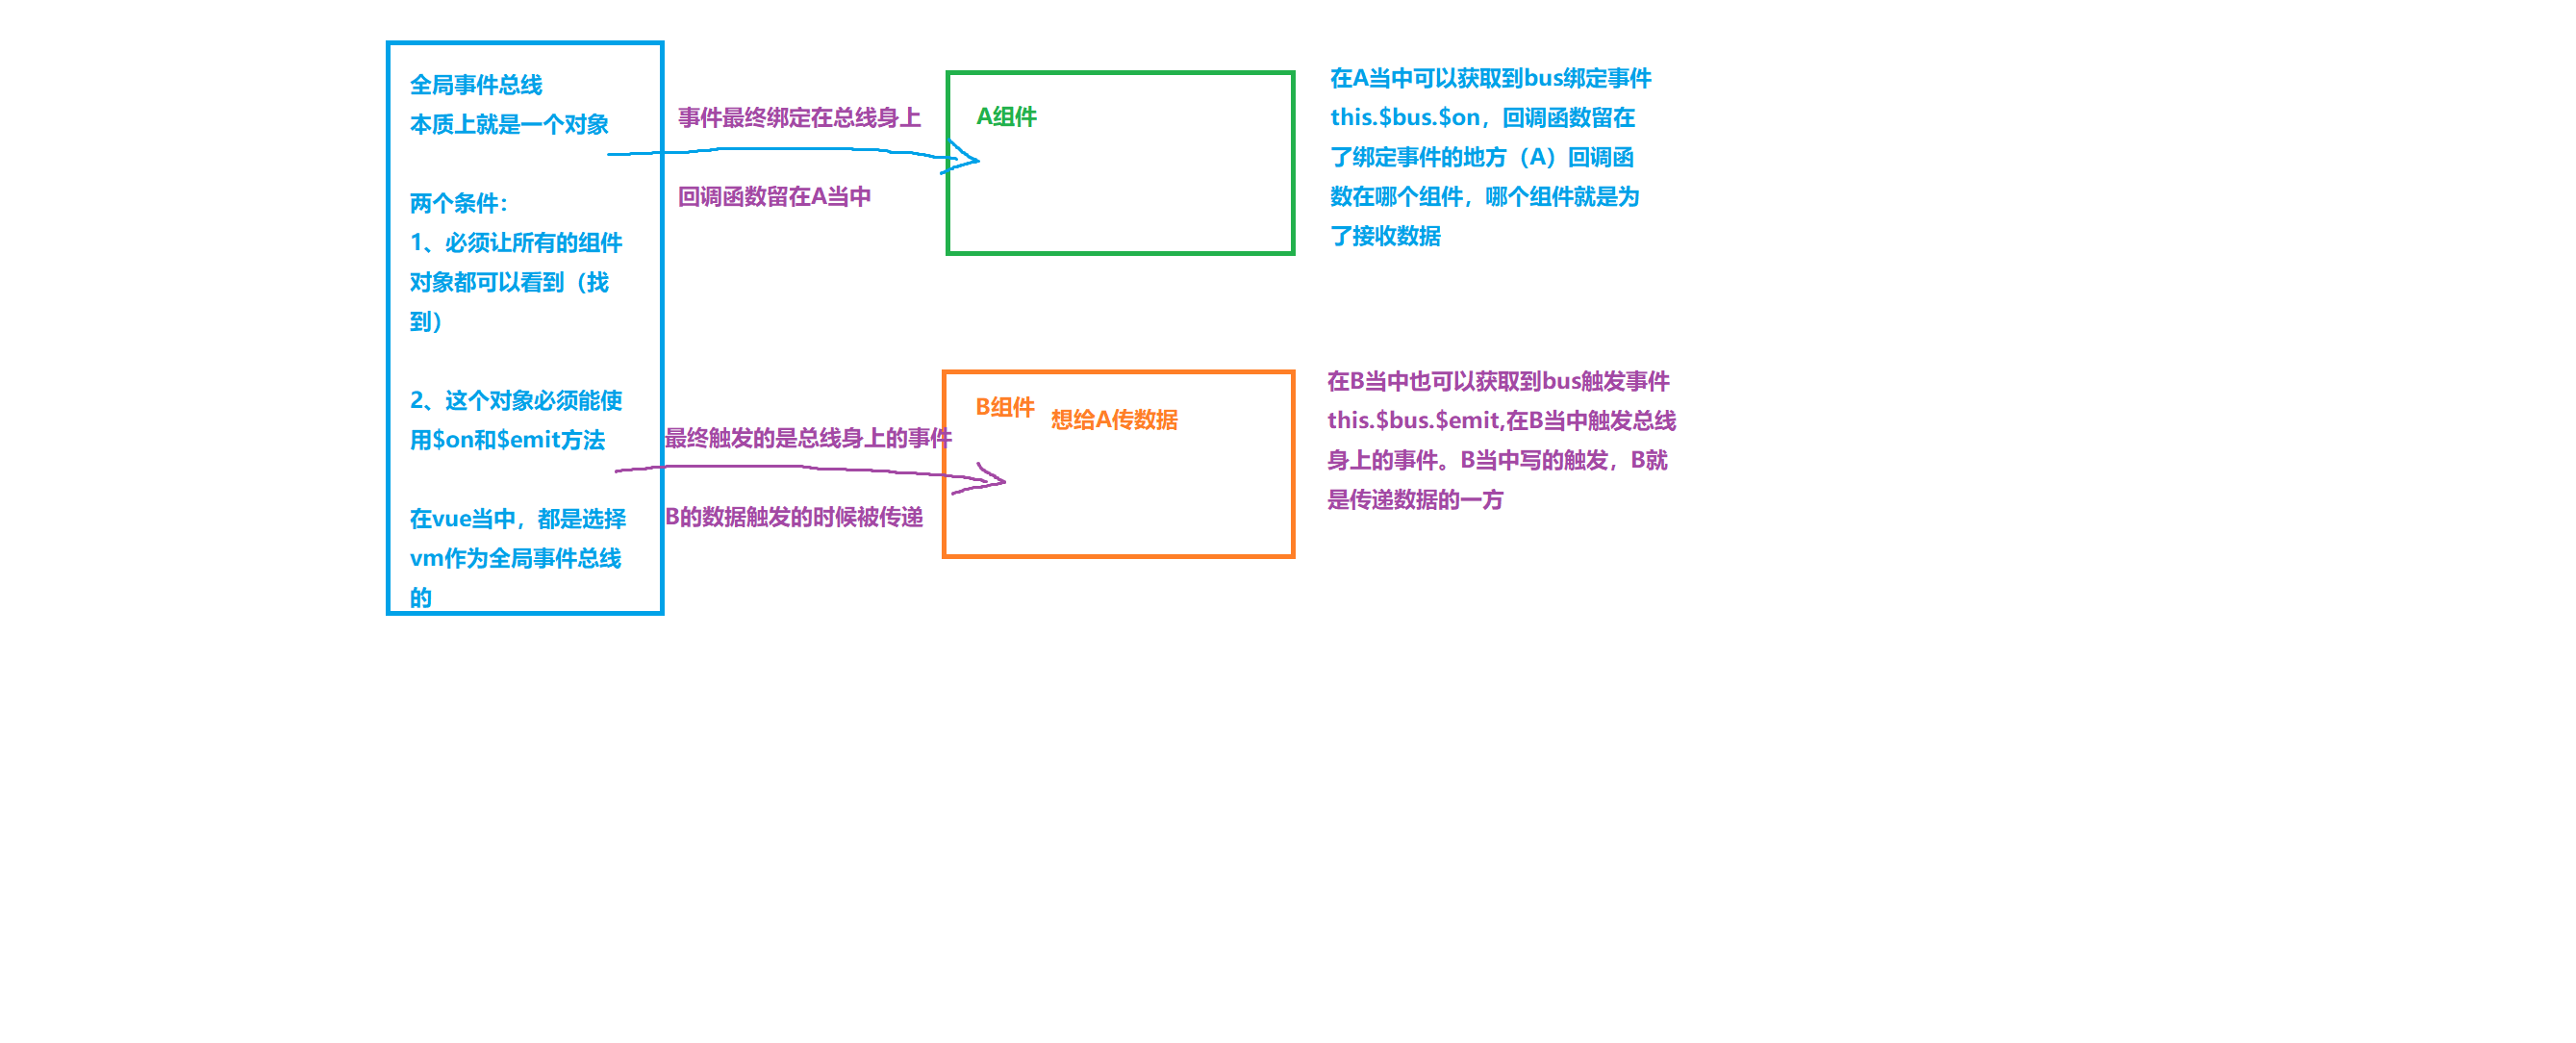 全局事件总线
本质上就是一个对象
两个条件：
1、必须让所有的组件
对象都可以看到（找
到）
2、这个对象必须能使
用$on和$emit方法
在vue当中，都是选择
vm作为全局事件总线
的
事件最终绑定在总线身上
回调函数留在A当中
A组件
在A当中可以获取到bus绑定事件
this.$bus.$on，回调函数留在
了绑定事件的地方（A）回调函
数在哪个组件，哪个组件就是为
了接收数据
最终触发的是总线身上的事件
B的数据触发的时候被传递
B组件
想给A传数据
在B当中也可以获取到bus触发事件
this.$bus.$emit,在B当中触发总线
身上的事件。B当中写的触发，B就
是传递数据的一方